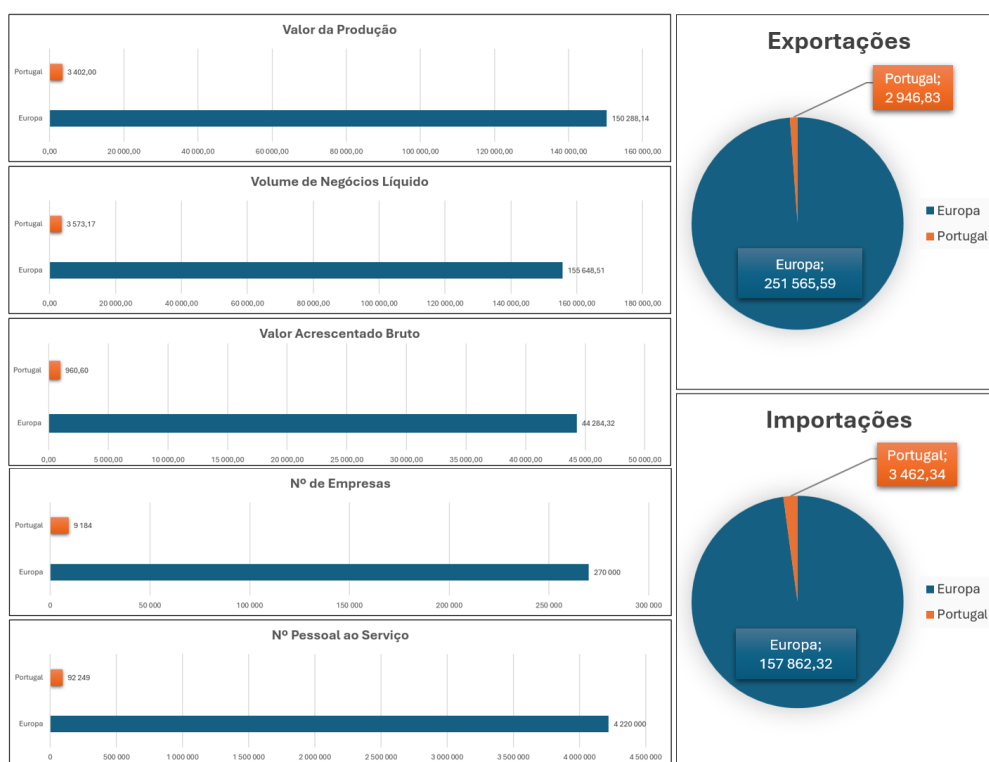 Valor da Produção
Portugal
3 402,00
Europa
150 288,14
0,00 20 000,00 40 000,00 60 000,00 80 000,00 100 000,00 120 000,00 140 000,00 160 000,00
Volume de Negócios Líquido
Portugal
3 573,17
Europa
155 648,51
0,00 20 000,00 40 000,00 60 000,00 80 000,00 100 000,00 120 000,00 140 000,00 160 000,00 180 000,00
Valor Acrescentado Bruto
Portugal
960,60
Europa
44 284,32
0,00 5 000,00 10 000,00 15 000,00 20 000,00 25 000,00 30 000,00 35 000,00 40 000,00 45 000,00 50 000,00
Nº de Empresas
Portugal
9 184
Europa
270 000
0 50 000 100 000 150 000 200 000 250 000 300 000
Nº Pessoal ao Serviço
Portugal
92 249
Europa
4 220 000
0 500 000 1 000 000 1 500 000 2 000 000 2 500 000 3 000 000 3 500 000 4 000 000 4 500 000
Exportações
Portugal;
2 946,83
Europa;
251 565,59
Europa
Portugal
Importações
Portugal;
3 462,34
Europa;
157 862,32
Europa
Portugal